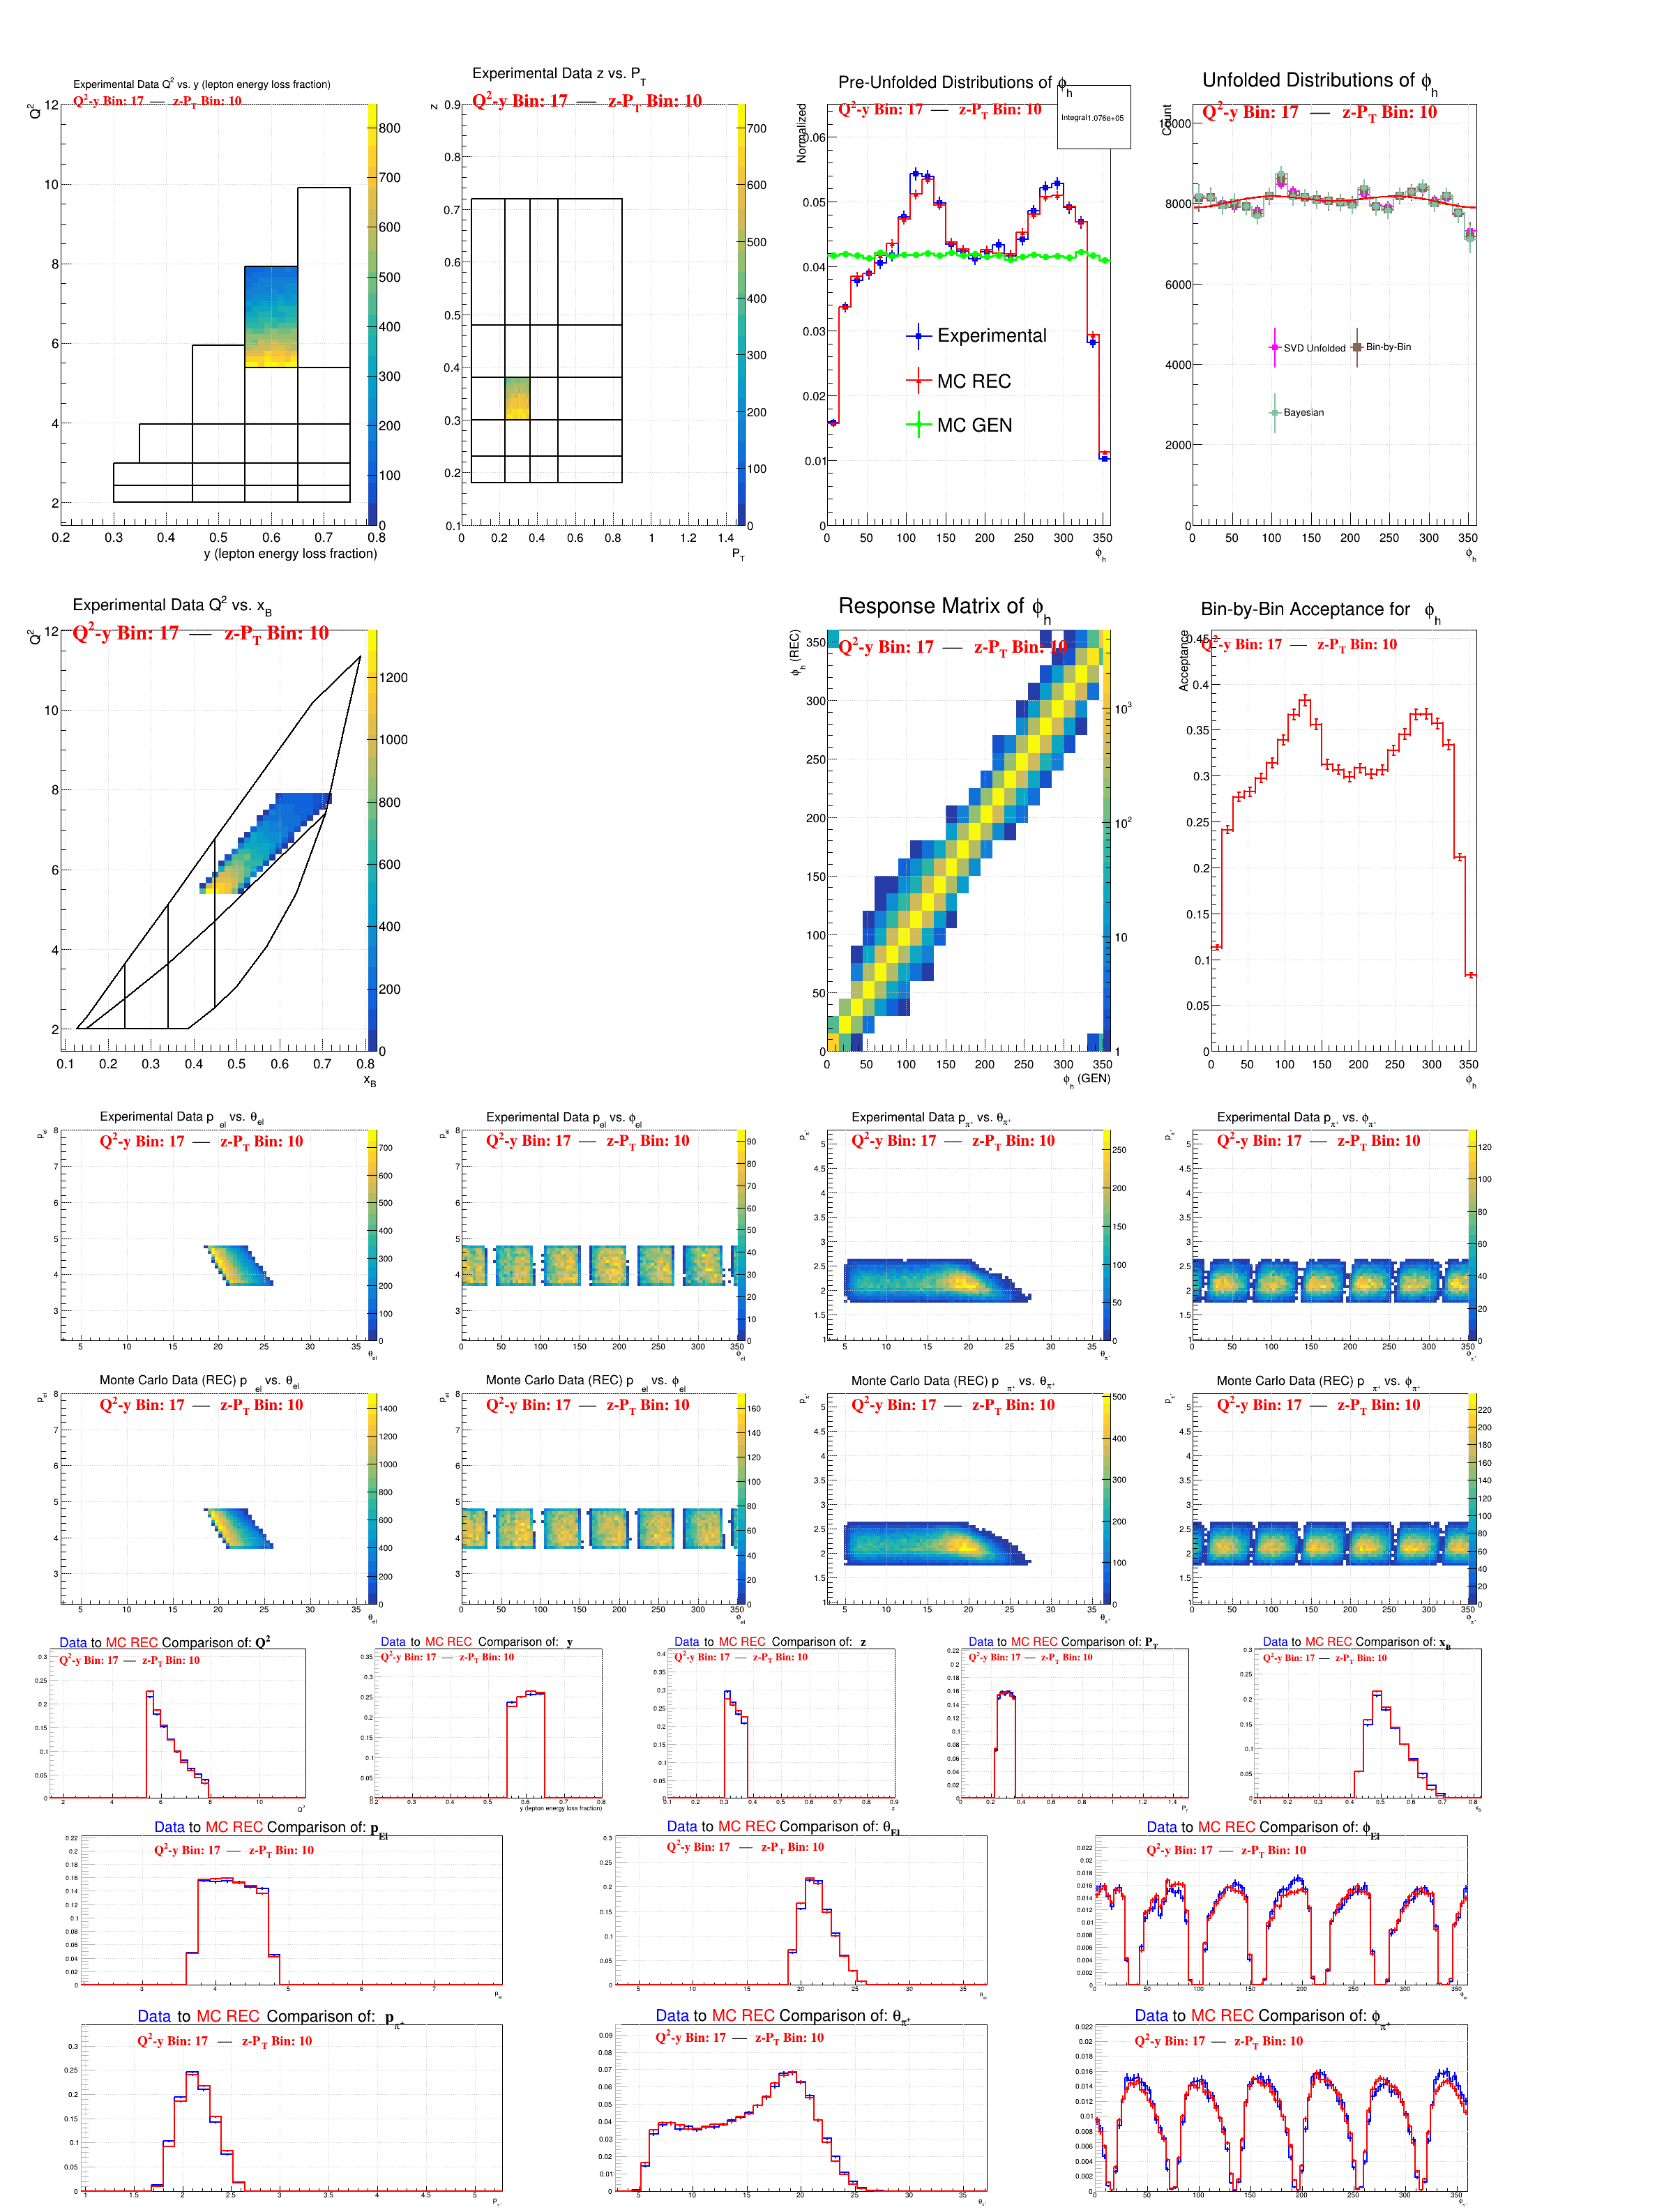 Experimental Data Q² vs. y (lepton energy loss fraction)
Q²-y Bin: 17 — z-P_T Bin: 10
Q²
y (lepton energy loss fraction)
Experimental Data z vs. P_T
Q²-y Bin: 17 — z-P_T Bin: 10
z
P_T
Pre-Unfolded Distributions of ϕ_h
Q²-y Bin: 17 — z-P_T Bin: 10
Integral 1.076e+05
Normalized
Experimental
MC REC
MC GEN
ϕ_h
Unfolded Distributions of ϕ_h
Q²-y Bin: 17 — z-P_T Bin: 10
Count
SVD Unfolded
Bin-by-Bin
Bayesian
ϕ_h
Experimental Data Q² vs. x_B
Q²-y Bin: 17 — z-P_T Bin: 10
Q²
x_B
Response Matrix of ϕ_h
Q²-y Bin: 17 — z-P_T Bin: 10
ϕ_h (REC)
ϕ_h (GEN)
Bin-by-Bin Acceptance for ϕ_h
Q²-y Bin: 17 — z-P_T Bin: 10
Acceptance
ϕ_h
Experimental Data p_el vs. θ_el
Q²-y Bin: 17 — z-P_T Bin: 10
Experimental Data p_el vs. ϕ_el
Q²-y Bin: 17 — z-P_T Bin: 10
Experimental Data p_π⁺ vs. θ_π⁺
Q²-y Bin: 17 — z-P_T Bin: 10
Experimental Data p_π⁺ vs. ϕ_π⁺
Q²-y Bin: 17 — z-P_T Bin: 10
Monte Carlo Data (REC) p_el vs. θ_el
Q²-y Bin: 17 — z-P_T Bin: 10
Monte Carlo Data (REC) p_el vs. ϕ_el
Q²-y Bin: 17 — z-P_T Bin: 10
Monte Carlo Data (REC) p_π⁺ vs. θ_π⁺
Q²-y Bin: 17 — z-P_T Bin: 10
Monte Carlo Data (REC) p_π⁺ vs. ϕ_π⁺
Q²-y Bin: 17 — z-P_T Bin: 10
Data to MC REC Comparison of: Q²
Q²-y Bin: 17 — z-P_T Bin: 10
Q²
Data to MC REC Comparison of: y
Q²-y Bin: 17 — z-P_T Bin: 10
y (lepton energy loss fraction)
Data to MC REC Comparison of: z
Q²-y Bin: 17 — z-P_T Bin: 10
z
Data to MC REC Comparison of: P_T
Q²-y Bin: 17 — z-P_T Bin: 10
P_T
Data to MC REC Comparison of: x_B
Q²-y Bin: 17 — z-P_T Bin: 10
x_B
Data to MC REC Comparison of: p_El
Q²-y Bin: 17 — z-P_T Bin: 10
Data to MC REC Comparison of: θ_El
Q²-y Bin: 17 — z-P_T Bin: 10
Data to MC REC Comparison of: ϕ_El
Q²-y Bin: 17 — z-P_T Bin: 10
Data to MC REC Comparison of: p_π⁺
Q²-y Bin: 17 — z-P_T Bin: 10
Data to MC REC Comparison of: θ_π⁺
Q²-y Bin: 17 — z-P_T Bin: 10
Data to MC REC Comparison of: ϕ_π⁺
Q²-y Bin: 17 — z-P_T Bin: 10